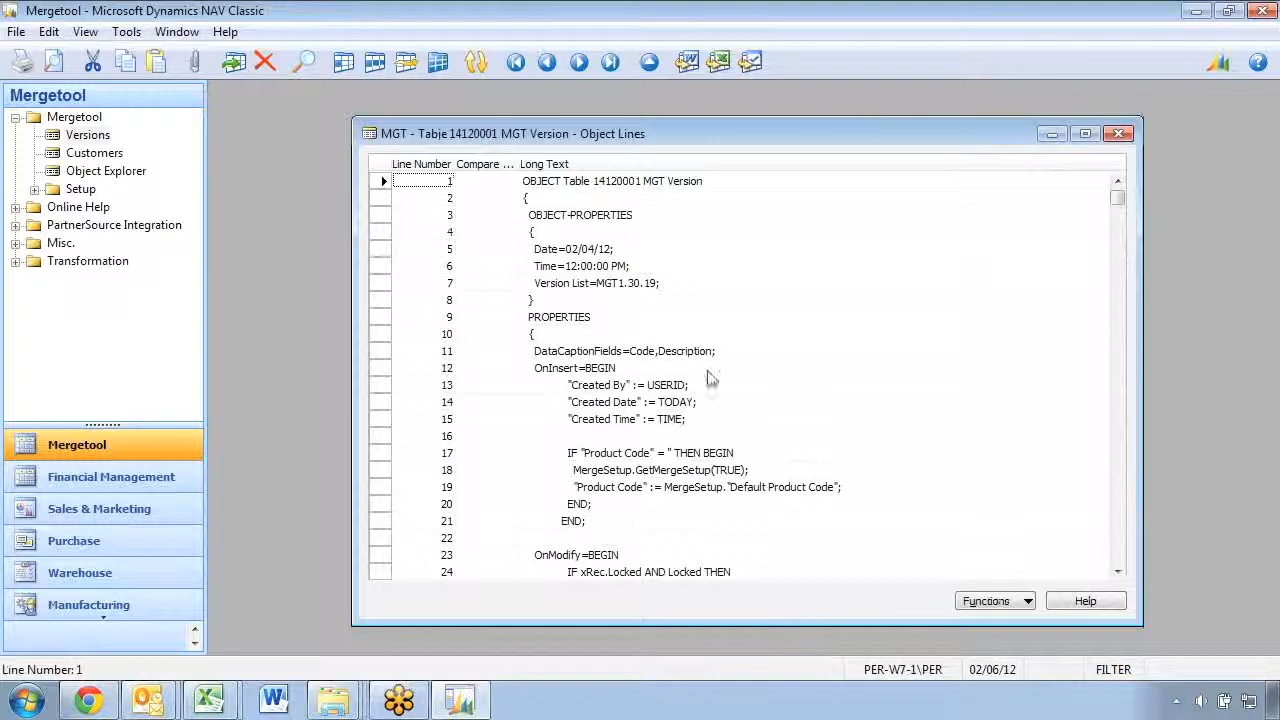 Mergetool - Microsoft Dynamics NAV Classic
File Edit View Tools Window Help
Mergetool
Mergetool
Versions
Customers
Object Explorer
Setup
Online Help
PartnerSource Integration
Misc.
Transformation
Mergetool
Financial Management
Sales & Marketing
Purchase
Warehouse
Manufacturing
MGT - Table 14120001 MGT Version - Object Lines
Line Number Compare ... Long Text
1 OBJECT Table 14120001 MGT Version
2 {
3 OBJECT-PROPERTIES
4 {
5 Date=02/04/12;
6 Time=12:00:00 PM;
7 Version List=MGT1.30.19;
8 }
9 PROPERTIES
10 {
11 DataCaptionFields=Code,Description;
12 OnInsert=BEGIN
13 "Created By" := USERID;
14 "Created Date" := TODAY;
15 "Created Time" := TIME;
16
17 IF "Product Code" = '' THEN BEGIN
18 MergeSetup.GetMergeSetup(TRUE);
19 "Product Code" := MergeSetup."Default Product Code";
20 END;
21 END;
22
23 OnModify=BEGIN
24 IF xRec.Locked AND Locked THEN
Functions Help
Line Number: 1 PER-W7-1\PER 02/06/12 FILTER